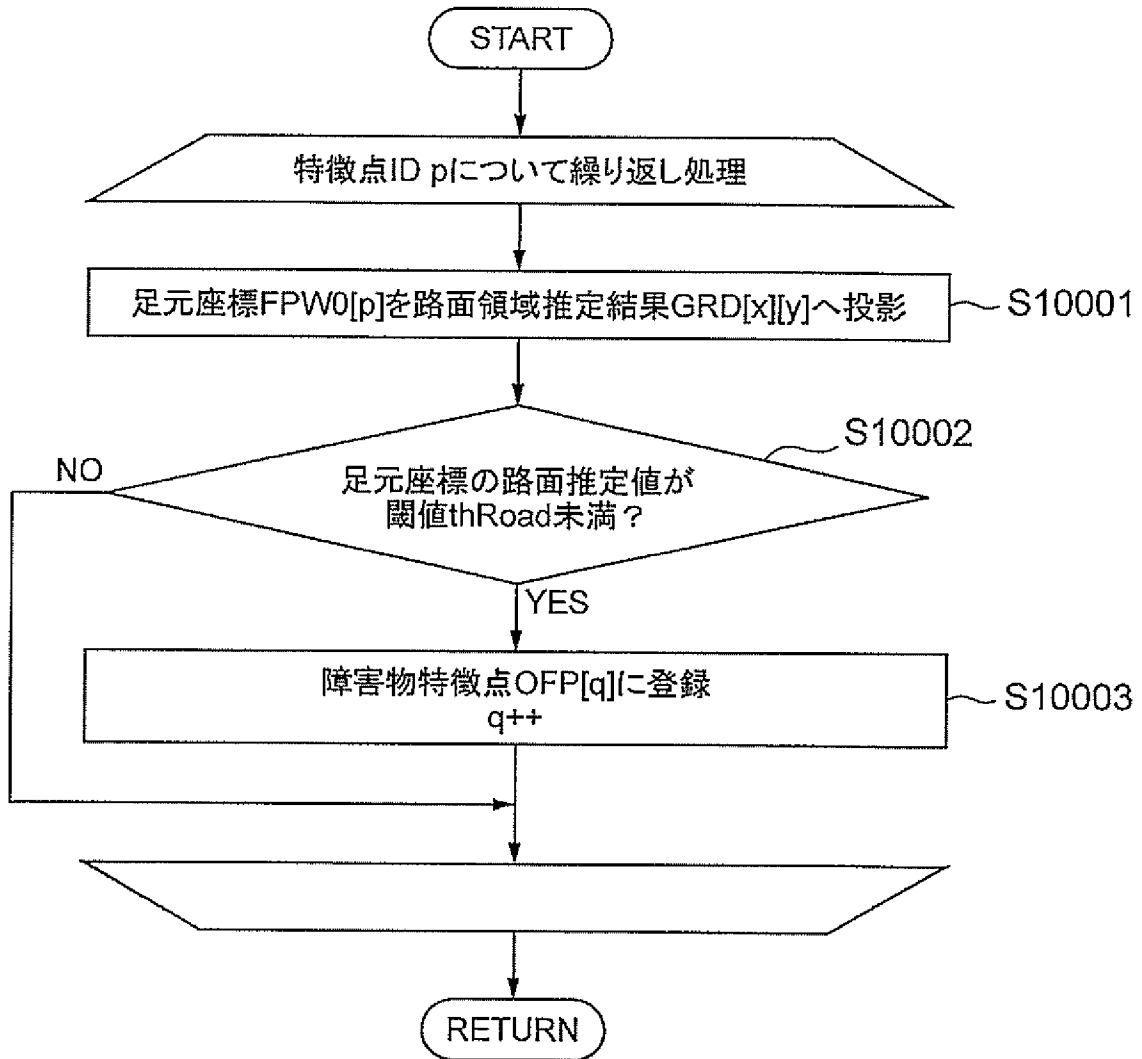 START
特徴点ID pについて繰り返し処理
足元座標FPW0[p]を路面領域推定結果GRD[x][y]へ投影
S10001
S10002
NO
足元座標の路面推定値が
閾値thRoad未満?
YES
障害物特徴点OFP[q]に登録
q++
S10003
RETURN